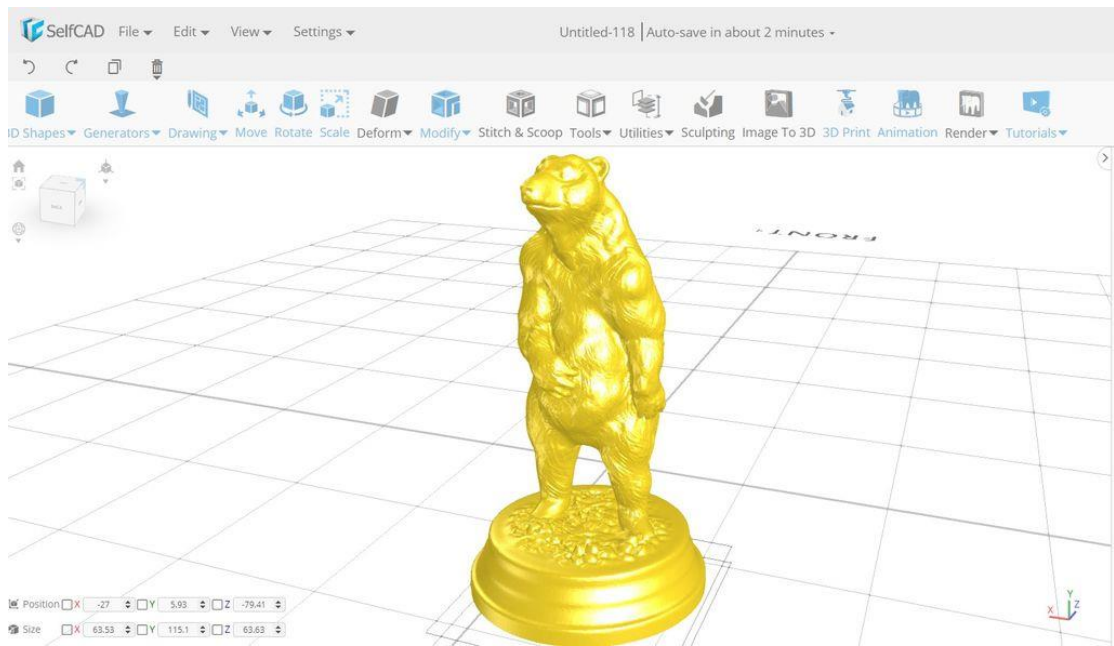 SelfCAD File Edit View Settings Untitled-118 Auto-save in about 2 minutes
3D Shapes Generators Drawing Move Rotate Scale Deform Modify Stitch & Scoop Tools Utilities Sculpting Image To 3D 3D Print Animation Render Tutorials
BACK
FRONT
Position X -27 Y 5.93 Z -79.41
Size X 63.53 Y 115.1 Z 63.63
Y
X Z